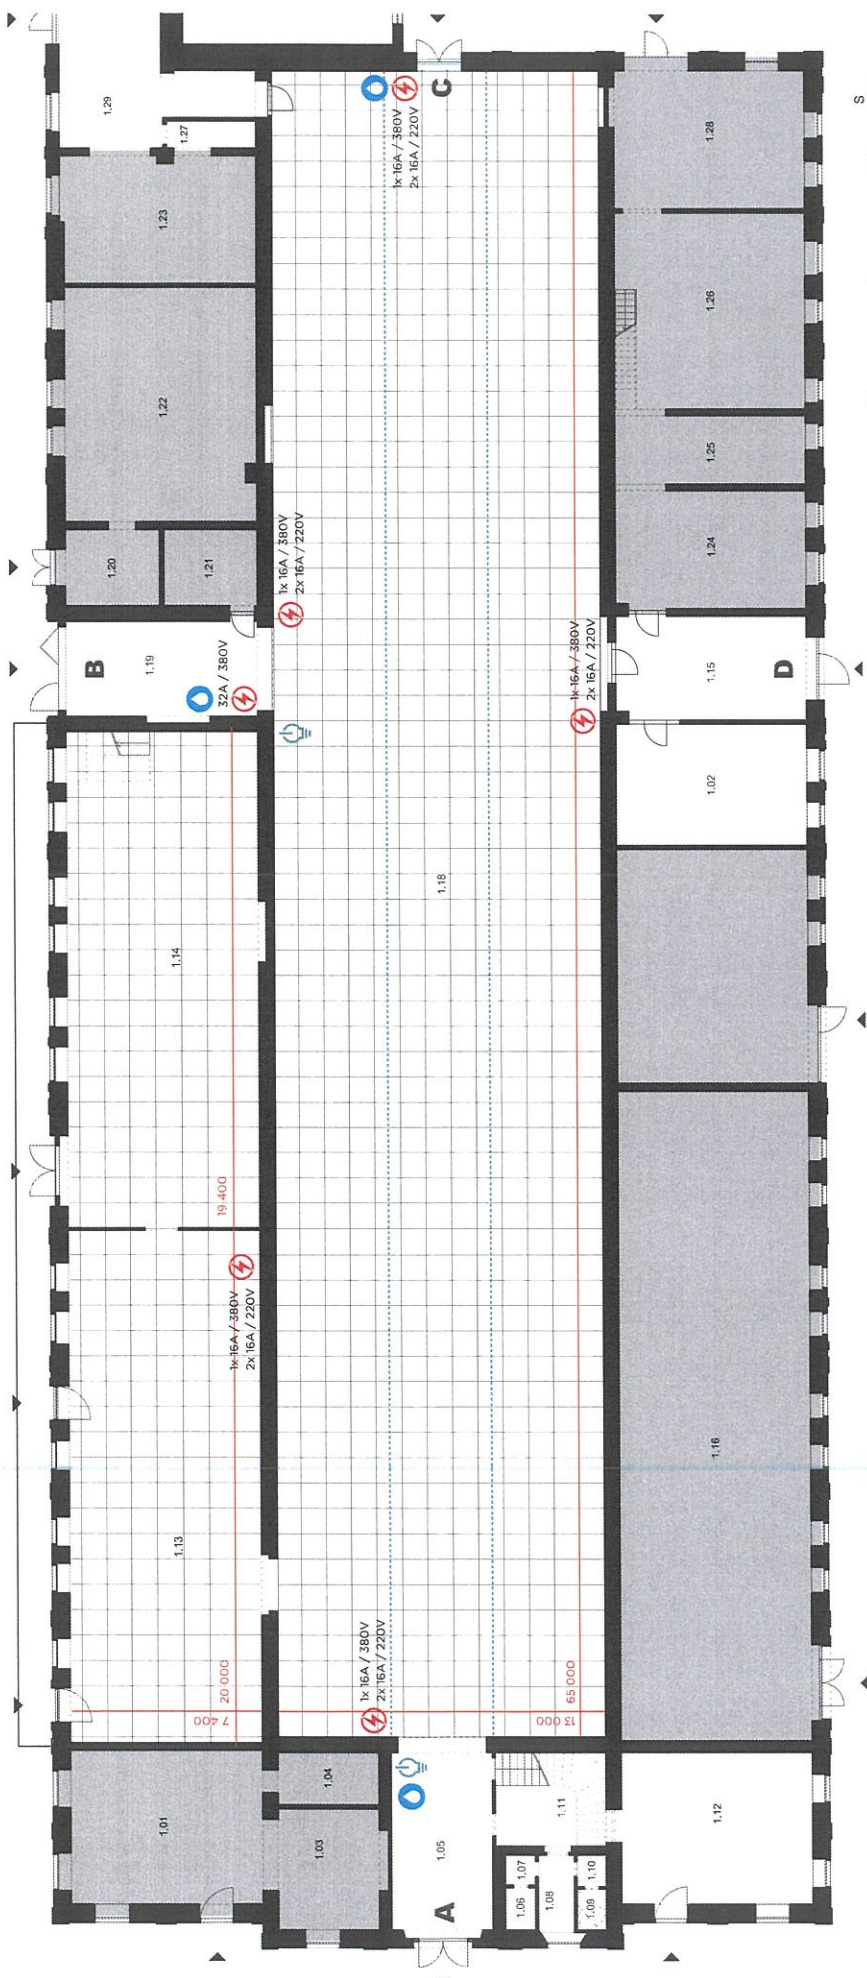 1.29
1.27
1.23
1.22
1.20
1.21
B
1.19
32A / 380V
1x 16A / 380V
2x 16A / 220V
C
1x 16A / 380V
2x 16A / 220V
1.28
1.26
1.25
1.24
1x 16A / 380V
2x 16A / 220V
1.15
D
1.02
S
1.14
19 400
1.18
1x 16A / 380V
2x 16A / 220V
1.13
20 000
7 400
1x 16A / 380V
2x 16A / 220V
65 000
13 000
1.16
1.01
1.04
1.03
1.05
A
1.11
1.07
1.06
1.08
1.10
1.09
1.12